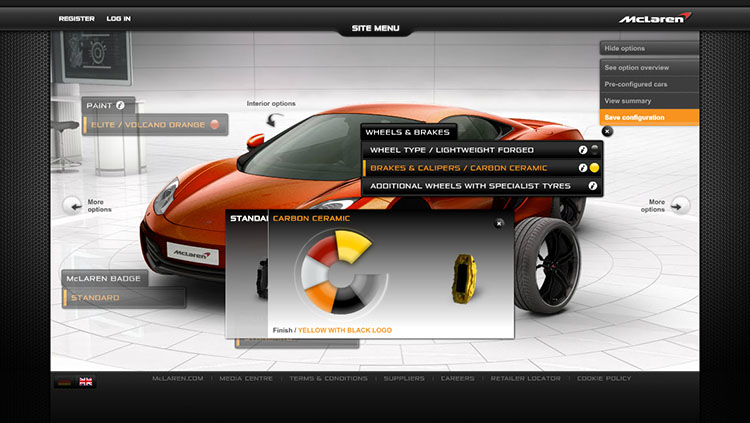 REGISTER LOG IN
SITE MENU
McLaren
Hide options
See option overview
Pre-configured cars
View summary
Save configuration
Interior options
PAINT
ELITE / VOLCANO ORANGE
WHEELS & BRAKES
WHEEL TYPE / LIGHTWEIGHT FORGED
BRAKES & CALIPERS / CARBON CERAMIC
ADDITIONAL WHEELS WITH SPECIALIST TYRES
More
options
More
options
STANDA
CARBON CERAMIC
McLaren
McLAREN BADGE
STANDARD
Finish / YELLOW WITH BLACK LOGO
McLAREN.COM MEDIA CENTRE TERMS & CONDITIONS SUPPLIERS CAREERS RETAILER LOCATOR COOKIE POLICY